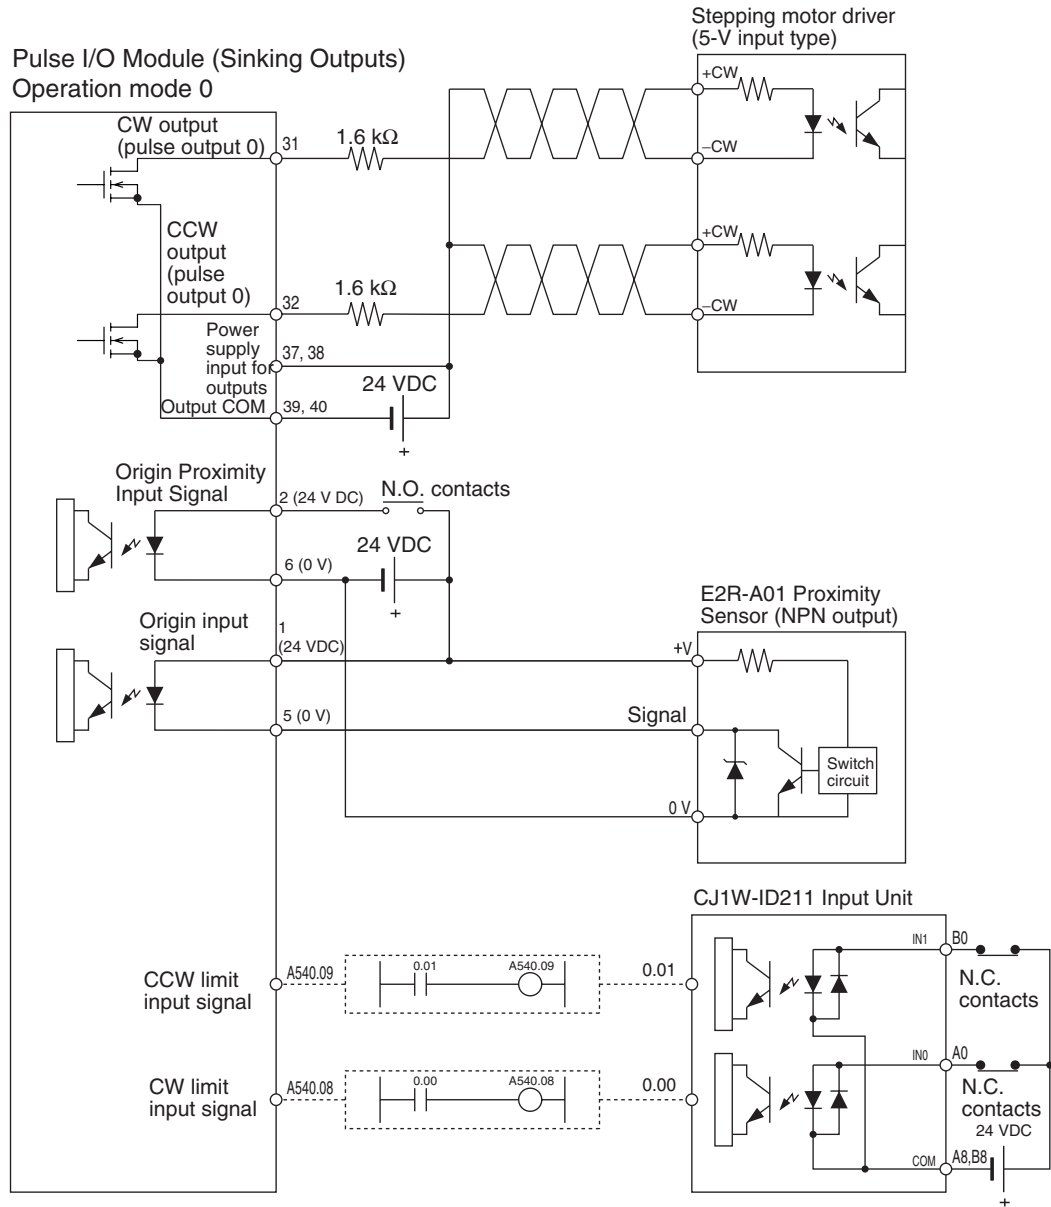 Stepping motor driver
(5-V input type)
Pulse I/O Module (Sinking Outputs)
Operation mode 0
+CW
−CW
CW output
(pulse output 0)
31
1.6 kΩ
CCW
output
(pulse
output 0)
+CW
−CW
32
1.6 kΩ
Power
supply
input for
outputs
37, 38
24 VDC
Output COM
39, 40
+
Origin Proximity
Input Signal
2 (24 V DC)
N.O. contacts
24 VDC
6 (0 V)
+
E2R-A01 Proximity
Sensor (NPN output)
Origin input
signal
1
(24 VDC)
+V
5 (0 V)
Signal
Switch
circuit
0 V
CJ1W-ID211 Input Unit
IN1
B0
CCW limit
input signal
A540.09
0.01
A540.09
0.01
N.C.
contacts
IN0
A0
CW limit
input signal
A540.08
0.00
A540.08
0.00
N.C.
contacts
24 VDC
COM
A8,B8
+